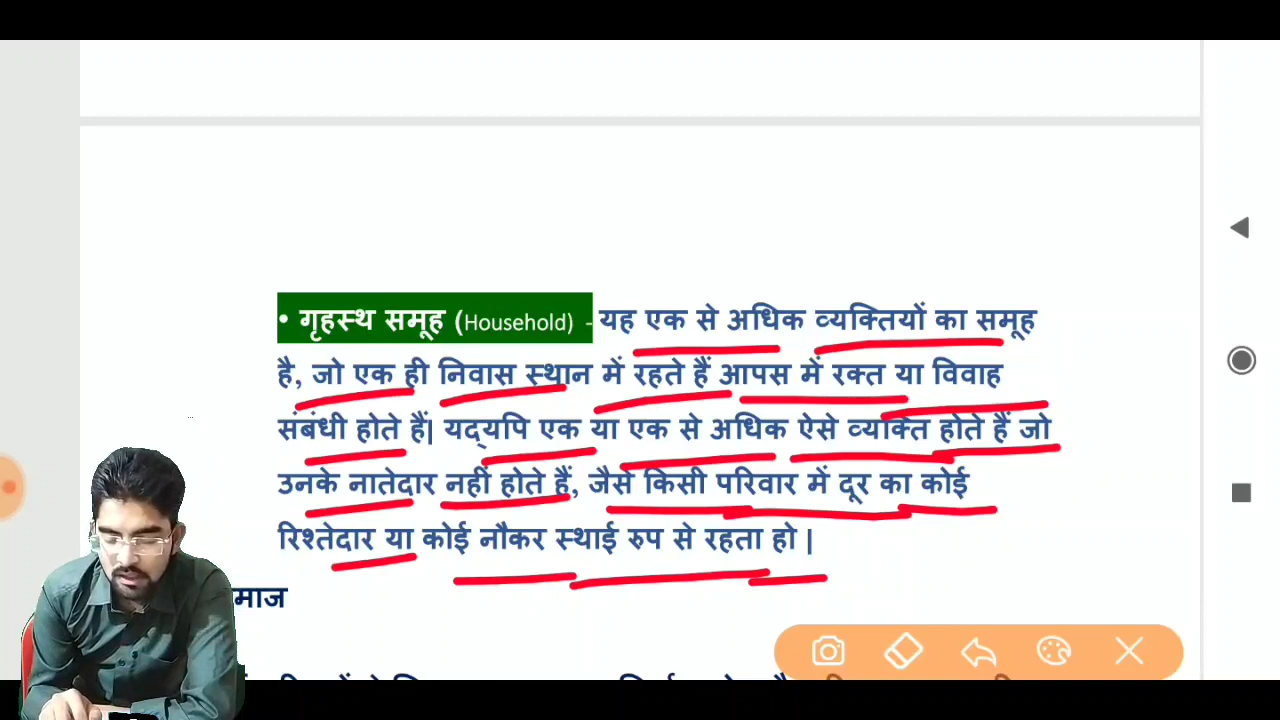 • गृहस्थ समूह (Household) - यह एक से अधिक व्यक्तियों का समूह
है, जो एक ही निवास स्थान में रहते हैं आपस में रक्त या विवाह
संबंधी होते हैं| यद्यपि एक या एक से अधिक ऐसे व्यक्ति होते हैं जो
उनके नातेदार नहीं होते हैं, जैसे किसी परिवार में दूर का कोई
रिश्तेदार या कोई नौकर स्थाई रुप से रहता हो |
माज